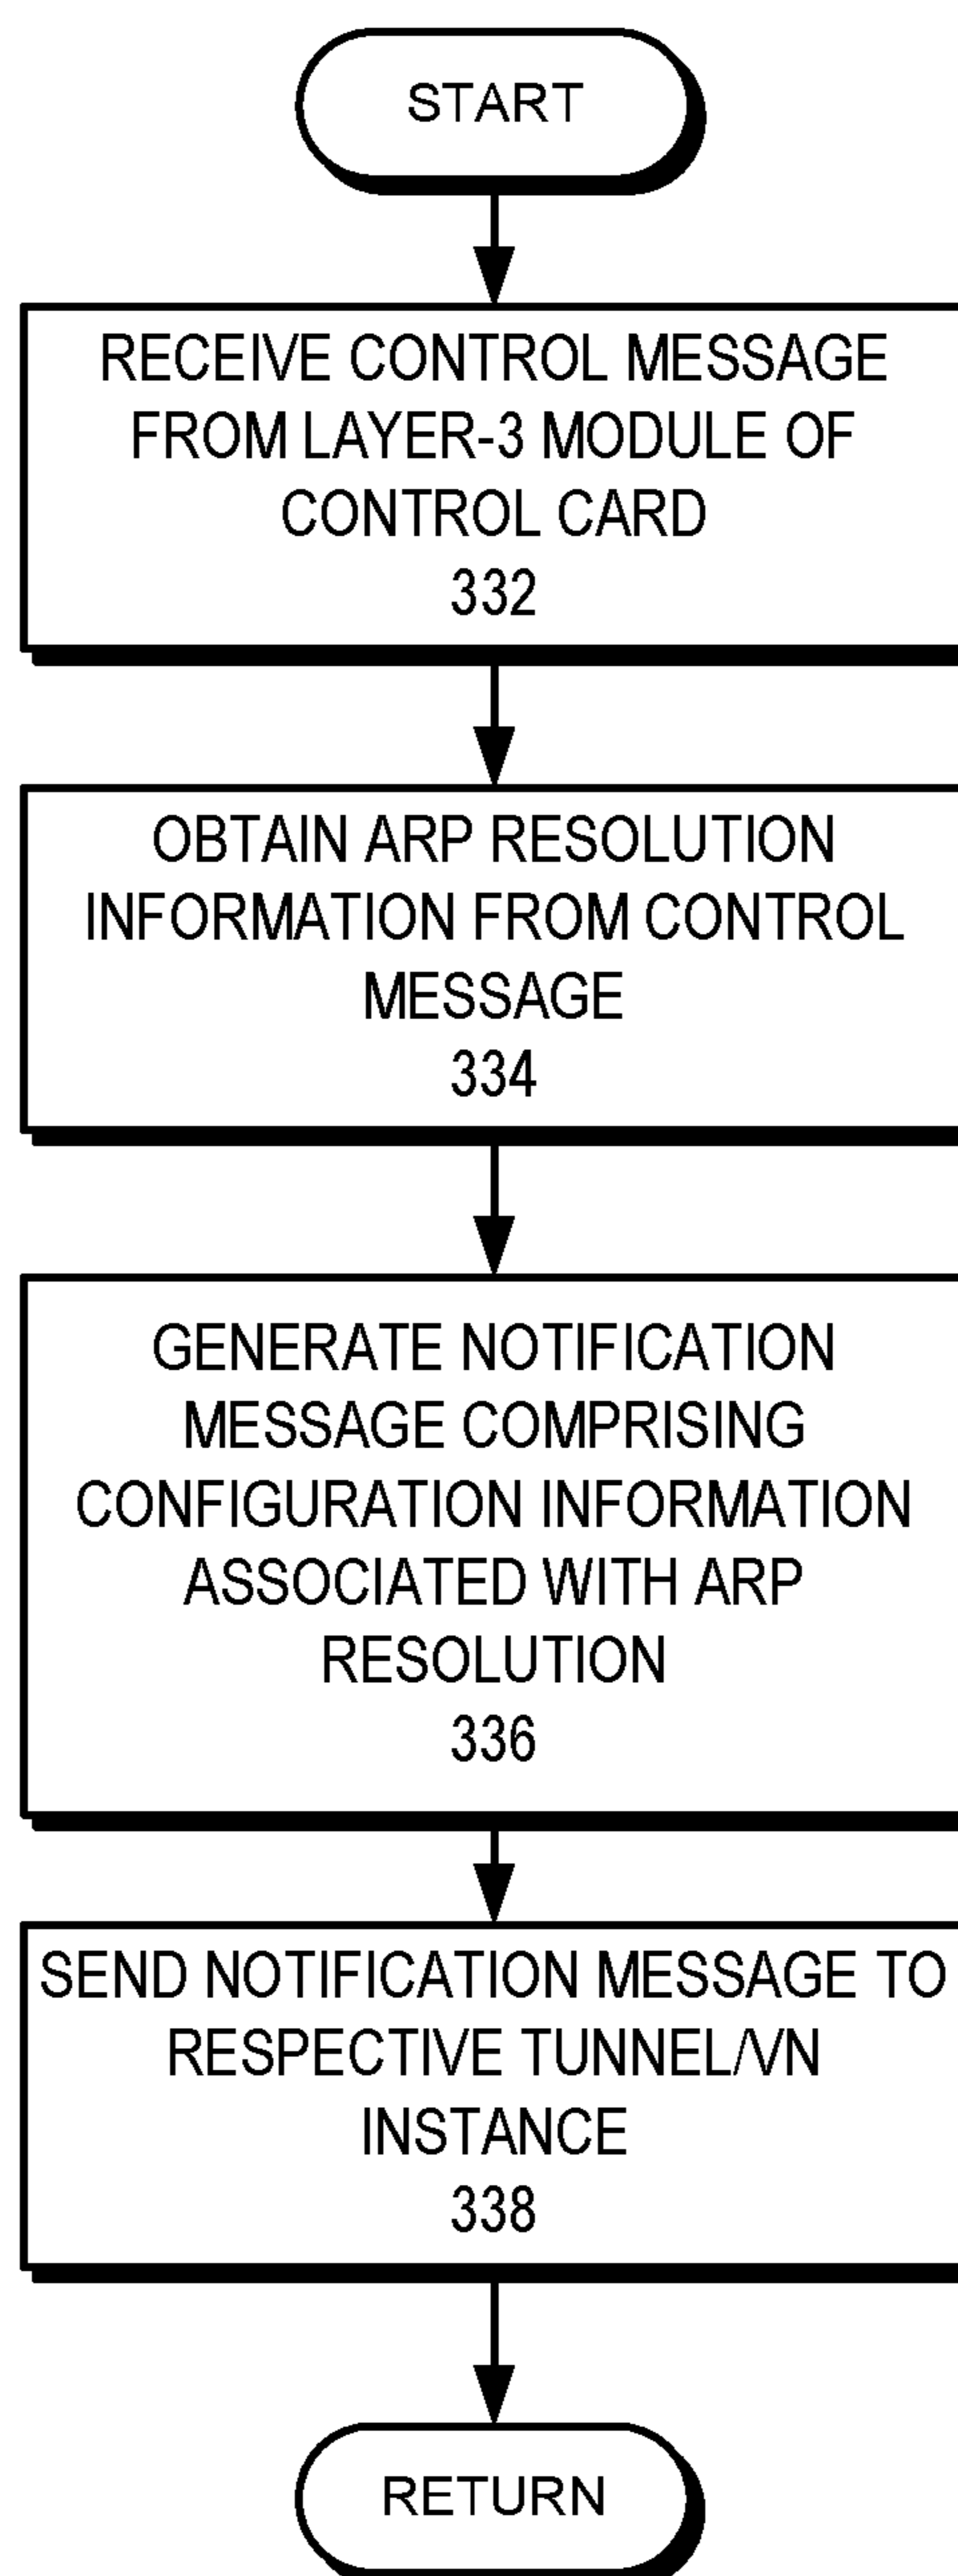 START
RECEIVE CONTROL MESSAGE
FROM LAYER-3 MODULE OF
CONTROL CARD
332
OBTAIN ARP RESOLUTION
INFORMATION FROM CONTROL
MESSAGE
334
GENERATE NOTIFICATION
MESSAGE COMPRISING
CONFIGURATION INFORMATION
ASSOCIATED WITH ARP
RESOLUTION
336
SEND NOTIFICATION MESSAGE TO
RESPECTIVE TUNNEL/VN
INSTANCE
338
RETURN